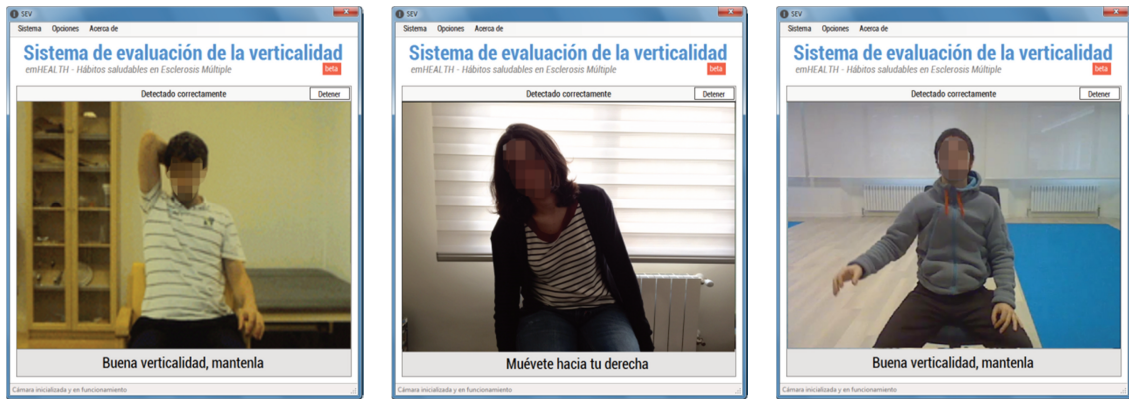 SEV
Sistema Opciones Acerca de
Sistema de evaluación de la verticalidad
emHEALTH - Hábitos saludables en Esclerosis Múltiple
beta
Detectado correctamente
Detener
Buena verticalidad, mantenla
Cámara inicializada y en funcionamiento
SEV
Sistema Opciones Acerca de
Sistema de evaluación de la verticalidad
emHEALTH - Hábitos saludables en Esclerosis Múltiple
beta
Detectado correctamente
Detener
Muévete hacia tu derecha
Cámara inicializada y en funcionamiento
SEV
Sistema Opciones Acerca de
Sistema de evaluación de la verticalidad
emHEALTH - Hábitos saludables en Esclerosis Múltiple
beta
Detectado correctamente
Detener
Buena verticalidad, mantenla
Cámara inicializada y en funcionamiento